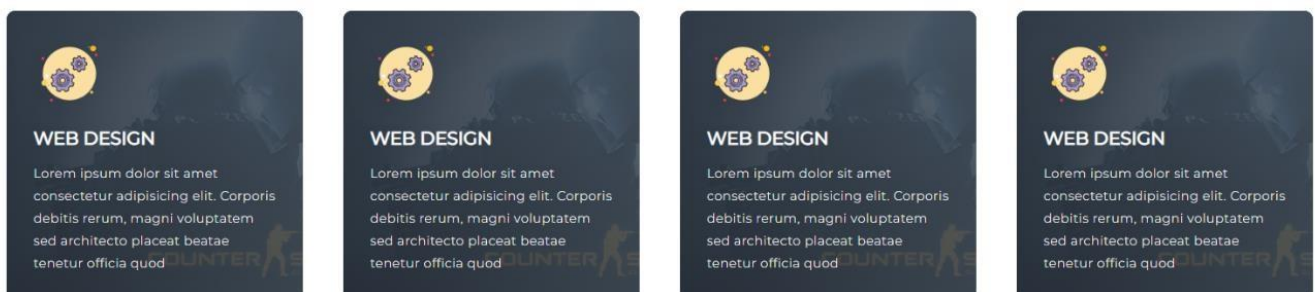 WEB DESIGN
Lorem ipsum dolor sit amet
consectetur adipisicing elit. Corporis
debitis rerum, magni voluptatem
sed architecto placeat beatae
tenetur officia quod
COUNTER
WEB DESIGN
Lorem ipsum dolor sit amet
consectetur adipisicing elit. Corporis
debitis rerum, magni voluptatem
sed architecto placeat beatae
tenetur officia quod
COUNTER
WEB DESIGN
Lorem ipsum dolor sit amet
consectetur adipisicing elit. Corporis
debitis rerum, magni voluptatem
sed architecto placeat beatae
tenetur officia quod
COUNTER
WEB DESIGN
Lorem ipsum dolor sit amet
consectetur adipisicing elit. Corporis
debitis rerum, magni voluptatem
sed architecto placeat beatae
tenetur officia quod
COUNTER